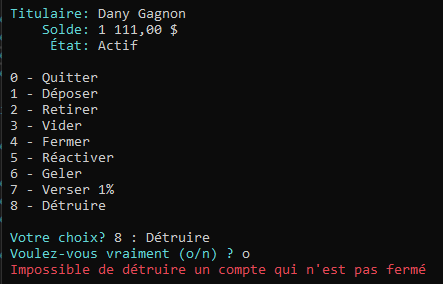 Titulaire: Dany Gagnon
Solde: 1 111,00 $
État: Actif
0 - Quitter
1 - Déposer
2 - Retirer
3 - Vider
4 - Fermer
5 - Réactiver
6 - Geler
7 - Verser 1%
8 - Détruire
Votre choix? 8 : Détruire
Voulez-vous vraiment (o/n) ? o
Impossible de détruire un compte qui n'est pas fermé